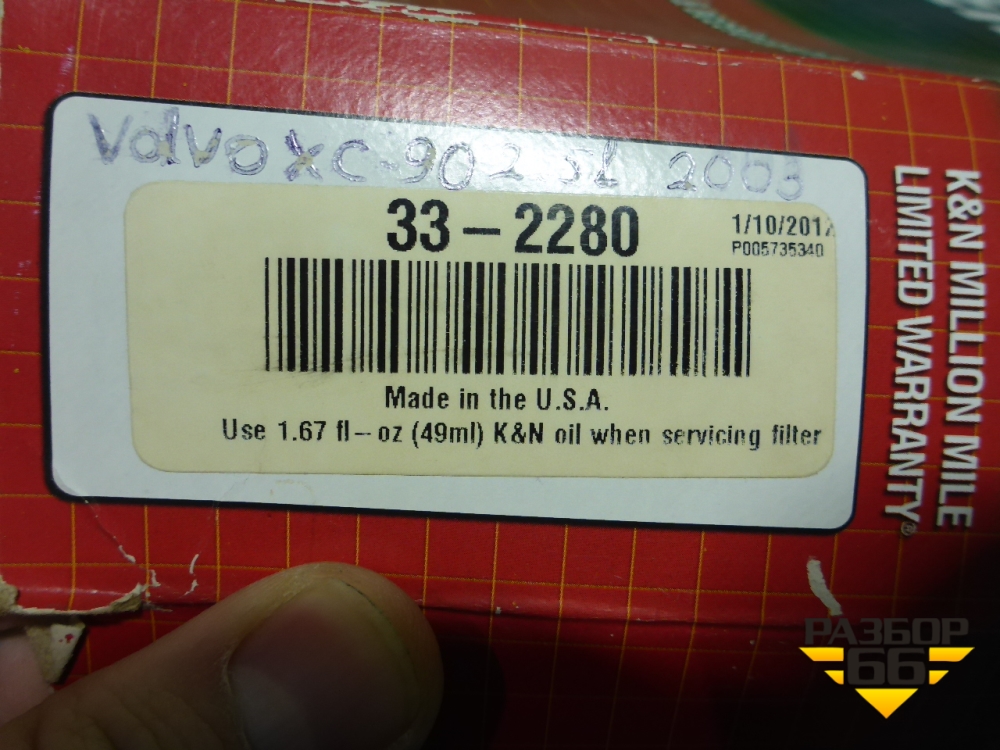 Volvo XC-90 2.5L 2003
33-2280
1/10/2012
P005735340
Made in the U.S.A.
Use 1.67 fl-oz (49ml) K&N oil when servicing filter
K&N MILLION MILE
LIMITED WARRANTY®
РАЗБОР
66